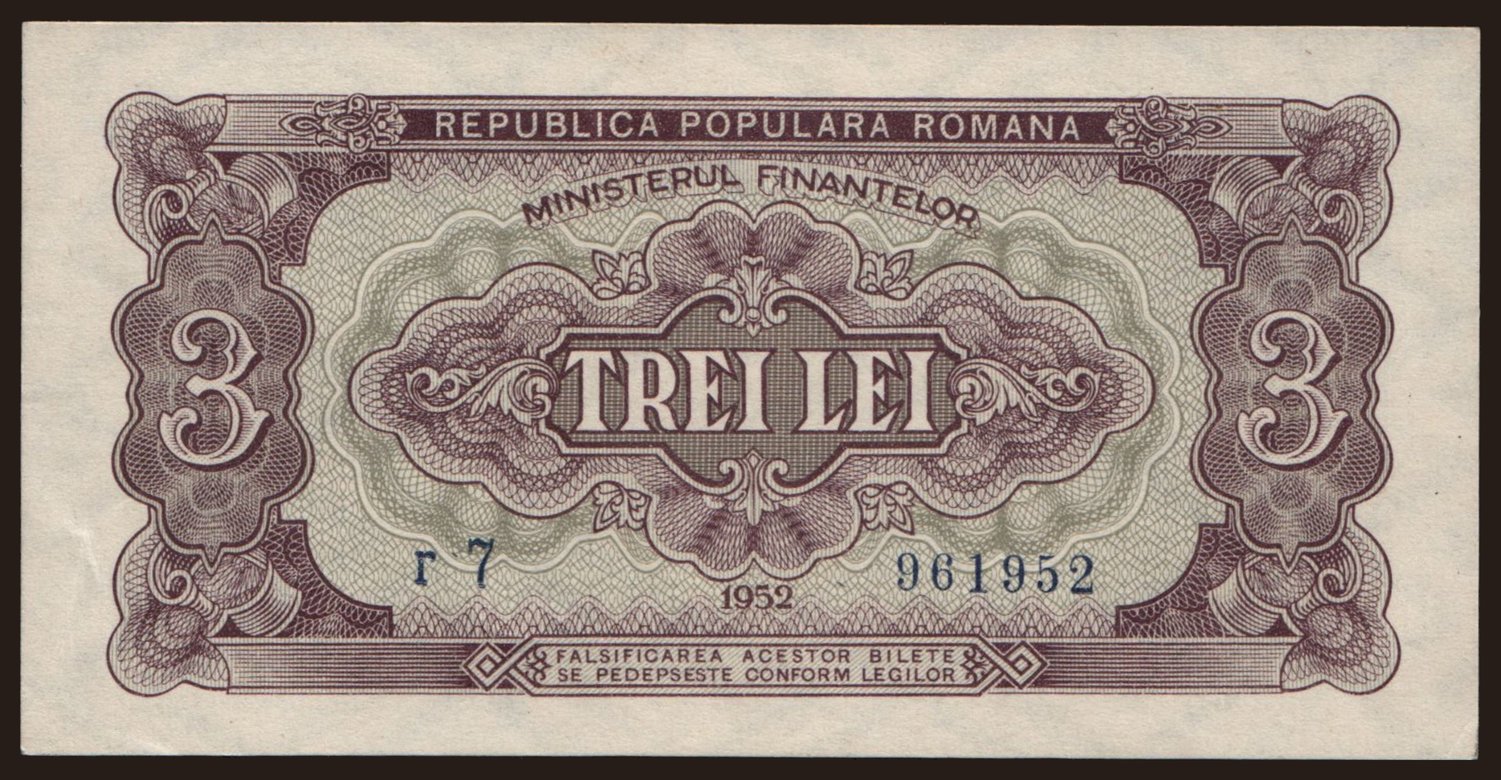 REPUBLICA POPULARA ROMANA
MINISTERUL FINANTELOR
3
TREI LEI
3
г 7
961952
1952
FALSIFICAREA ACESTOR BILETE
SE PEDEPSESTE CONFORM LEGILOR